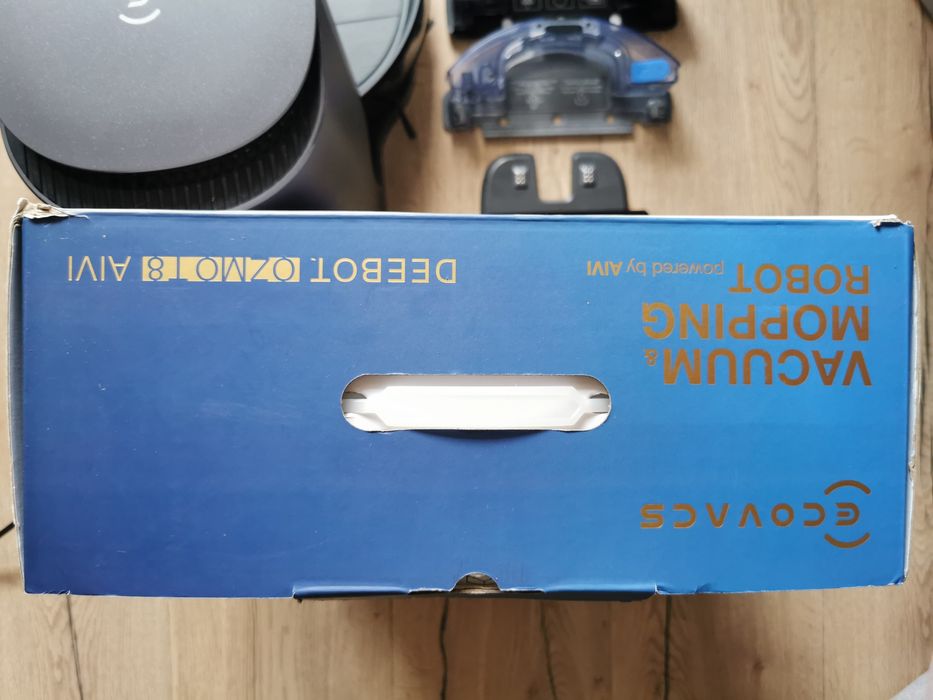 ECOVACS
VACUUM &
MOPPING
ROBOT
powered by AIVI
DEEBOT OZMO T8 AIVI